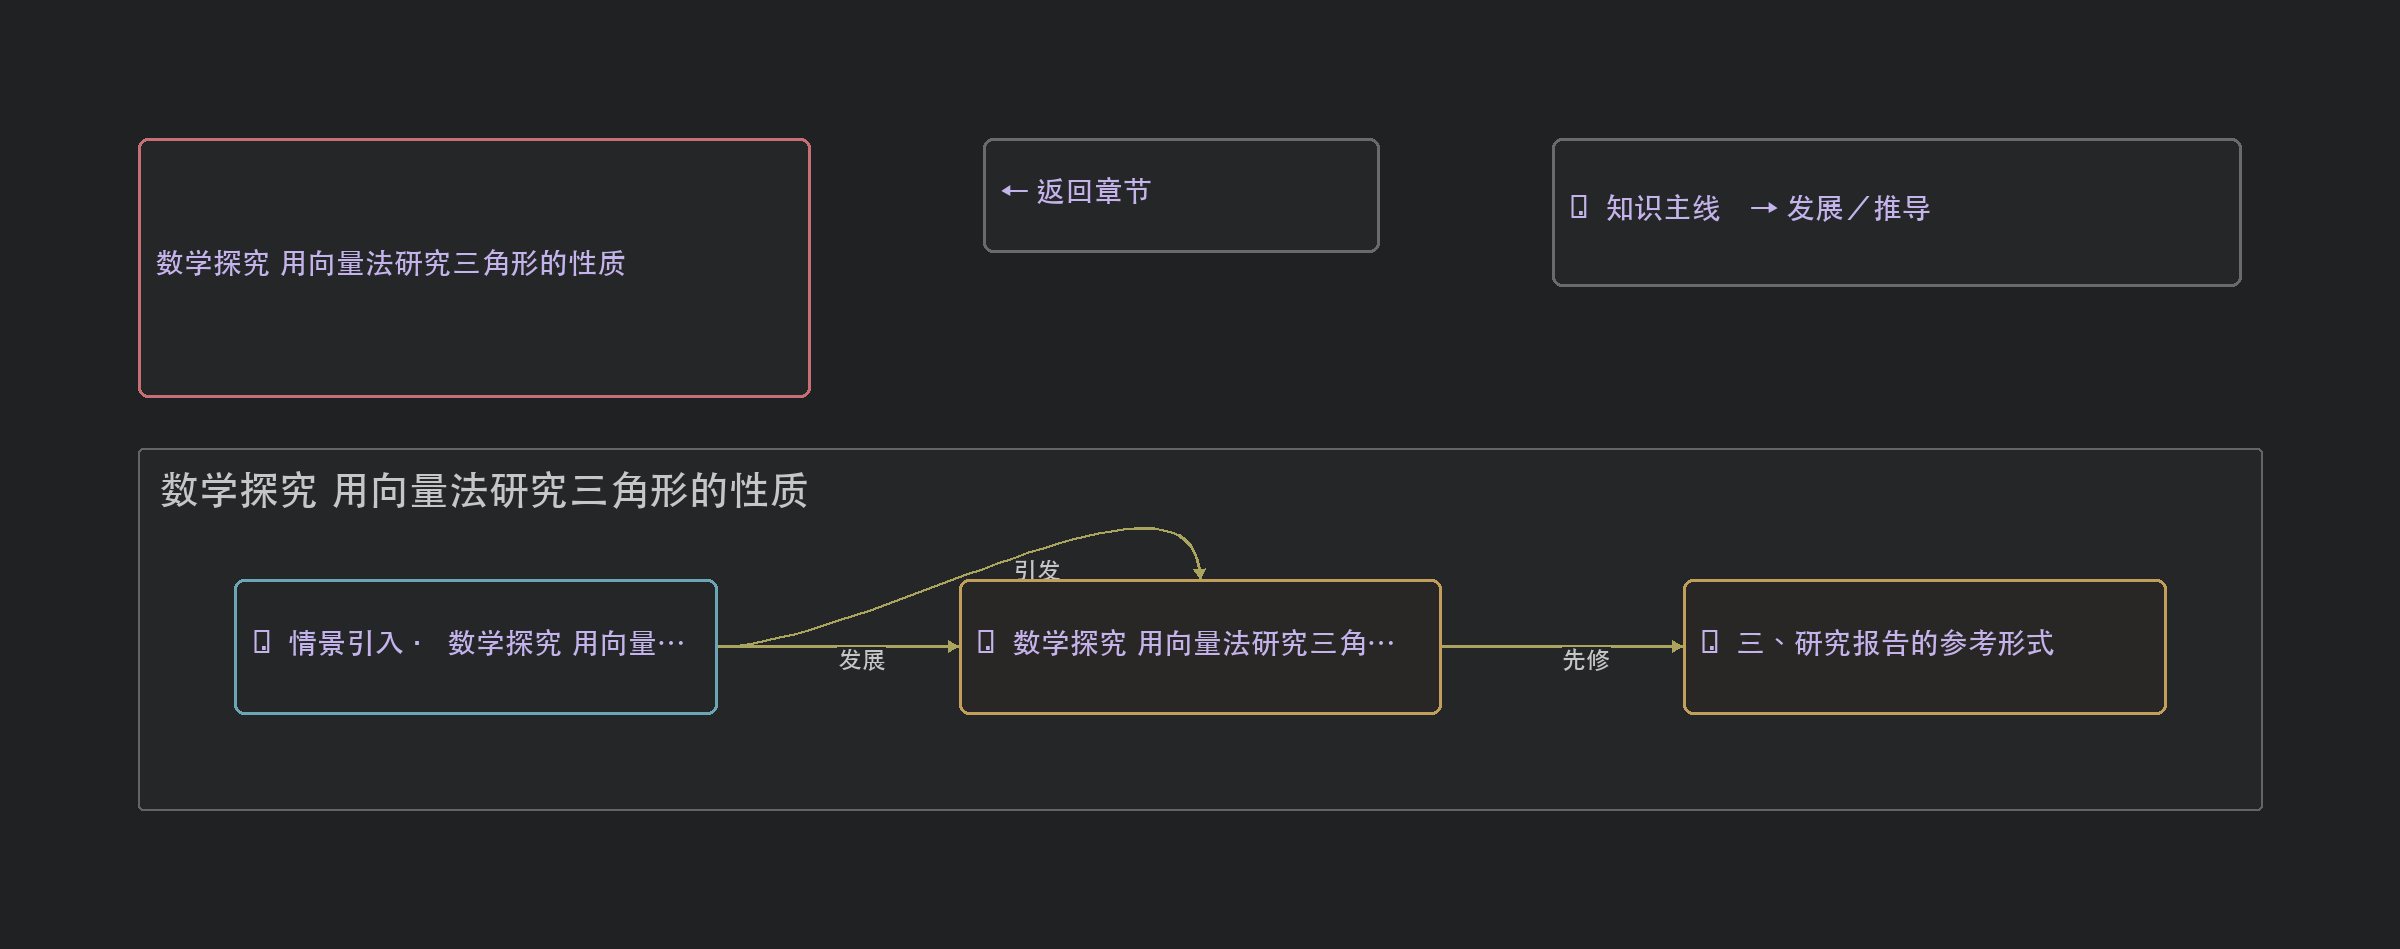 数学探究 用向量法研究三角形的性质
← 返回章节
知识主线 → 发展／推导
数学探究 用向量法研究三角形的性质
引发
情景引入· 数学探究 用向量…
发展
数学探究 用向量法研究三角…
先修
三、研究报告的参考形式